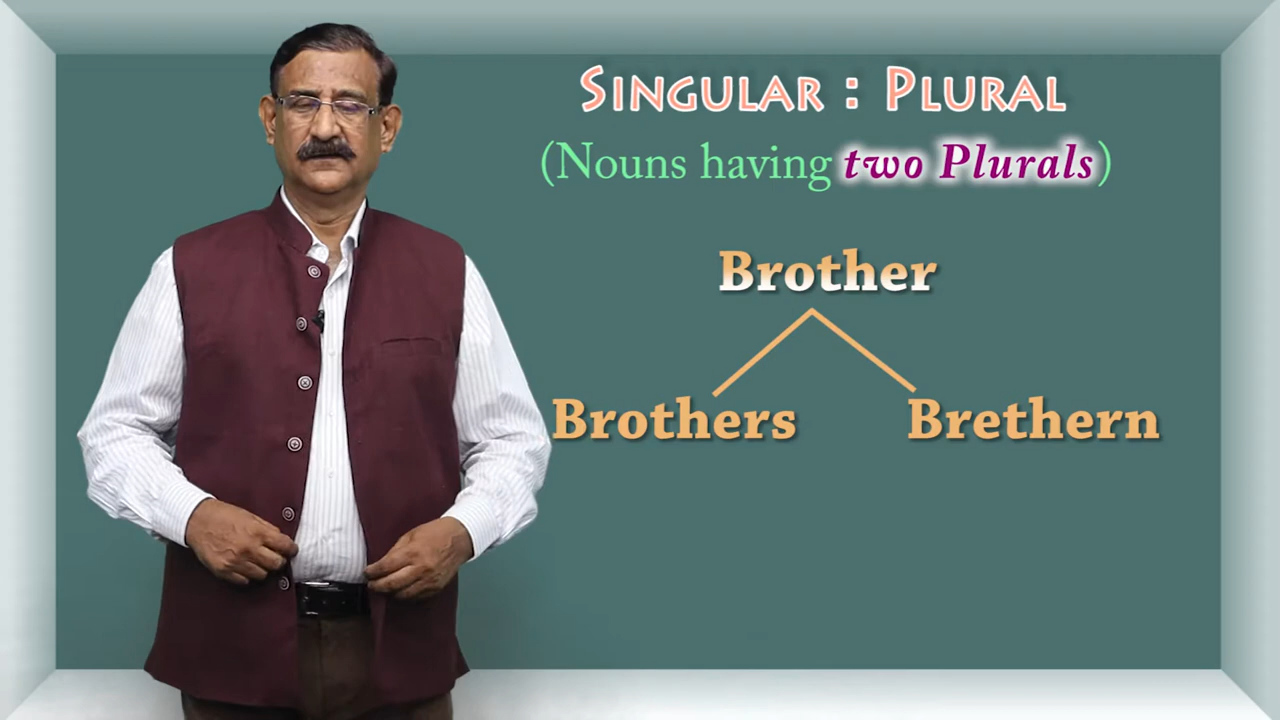 SINGULAR : PLURAL
(Nouns having two Plurals)
Brother
Brothers Brethern